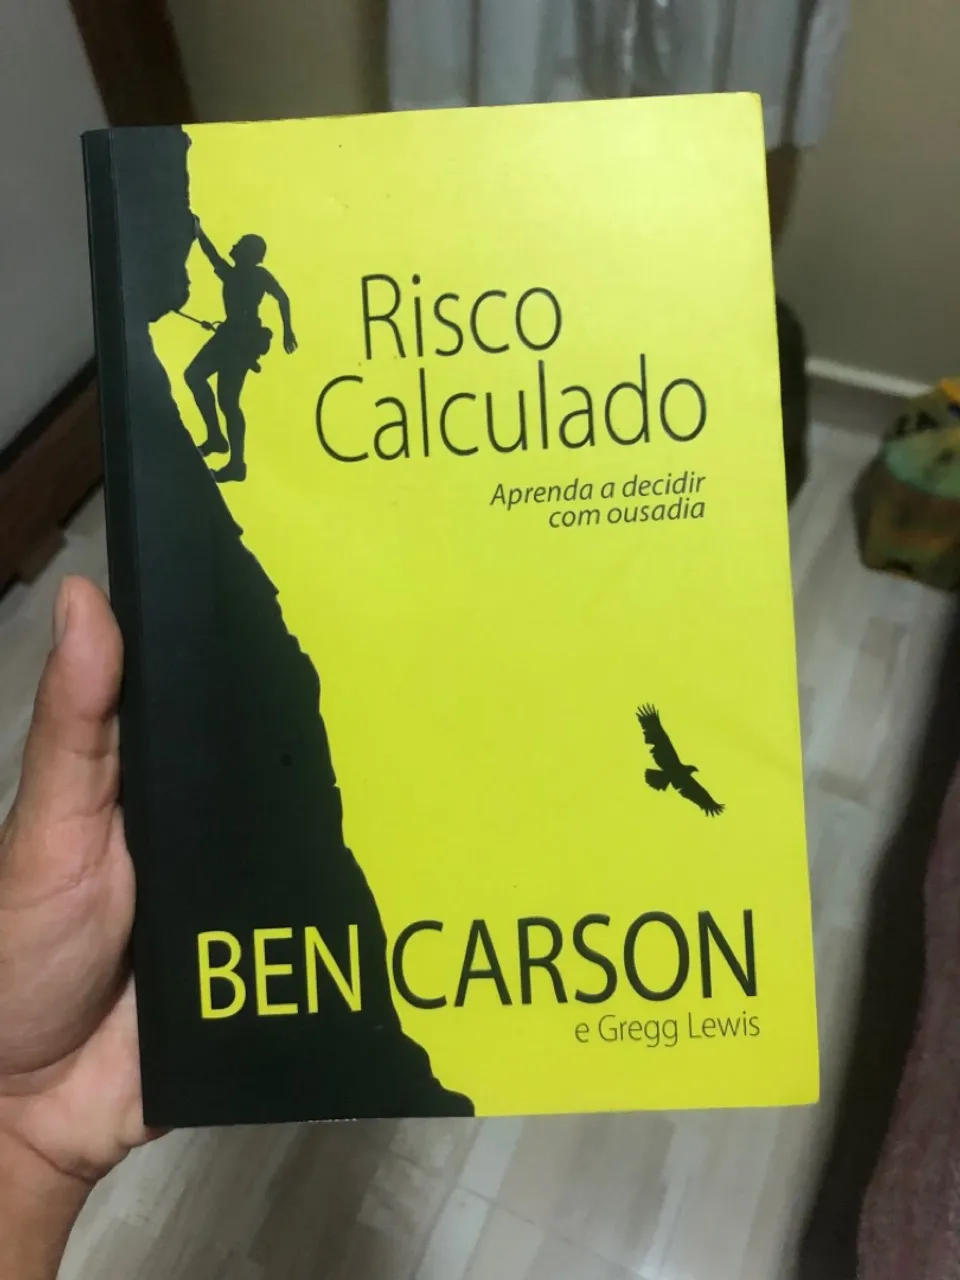 Risco
Calculado
Aprenda a decidir
com ousadia
BEN CARSON
e Gregg Lewis